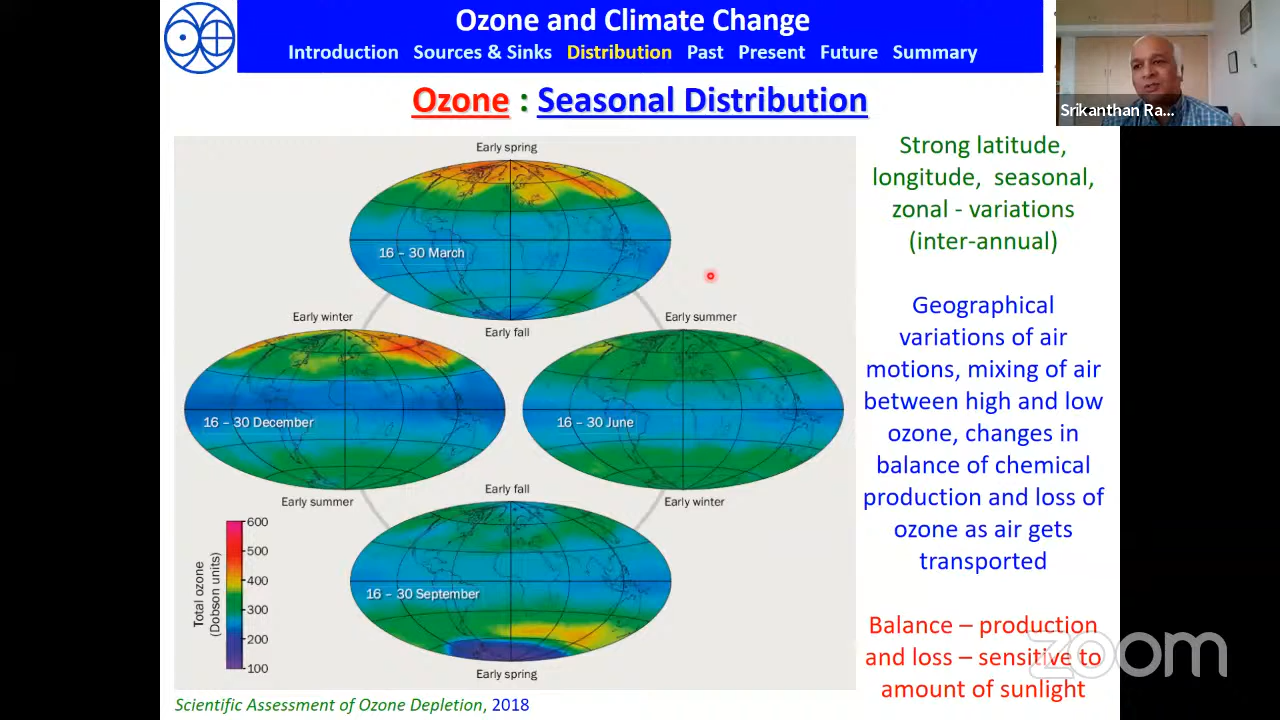 Ozone and Climate Change
Introduction Sources & Sinks Distribution Past Present Future Summary
Srikanthan Ra...
Ozone : Seasonal Distribution
Early spring
16 – 30 March
Early fall
Early winter
16 – 30 December
Early summer
Early summer
16 – 30 June
Early winter
Early fall
16 – 30 September
Early spring
Total ozone
(Dobson units)
600
500
400
300
200
100
Strong latitude,
longitude, seasonal,
zonal - variations
(inter-annual)
Geographical
variations of air
motions, mixing of air
between high and low
ozone, changes in
balance of chemical
production and loss of
ozone as air gets
transported
Balance – production
and loss – sensitive to
amount of sunlight
zoom
Scientific Assessment of Ozone Depletion, 2018